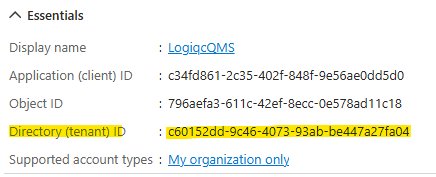 Essentials
Display name : LogiqcQMS
Application (client) ID : c34fd861-2c35-402f-848f-9e56ae0dd5d0
Object ID : 796aefa3-611c-42ef-8ecc-0e578ad11c18
Directory (tenant) ID : c60152dd-9c46-4073-93ab-be447a27fa04
Supported account types : My organization only